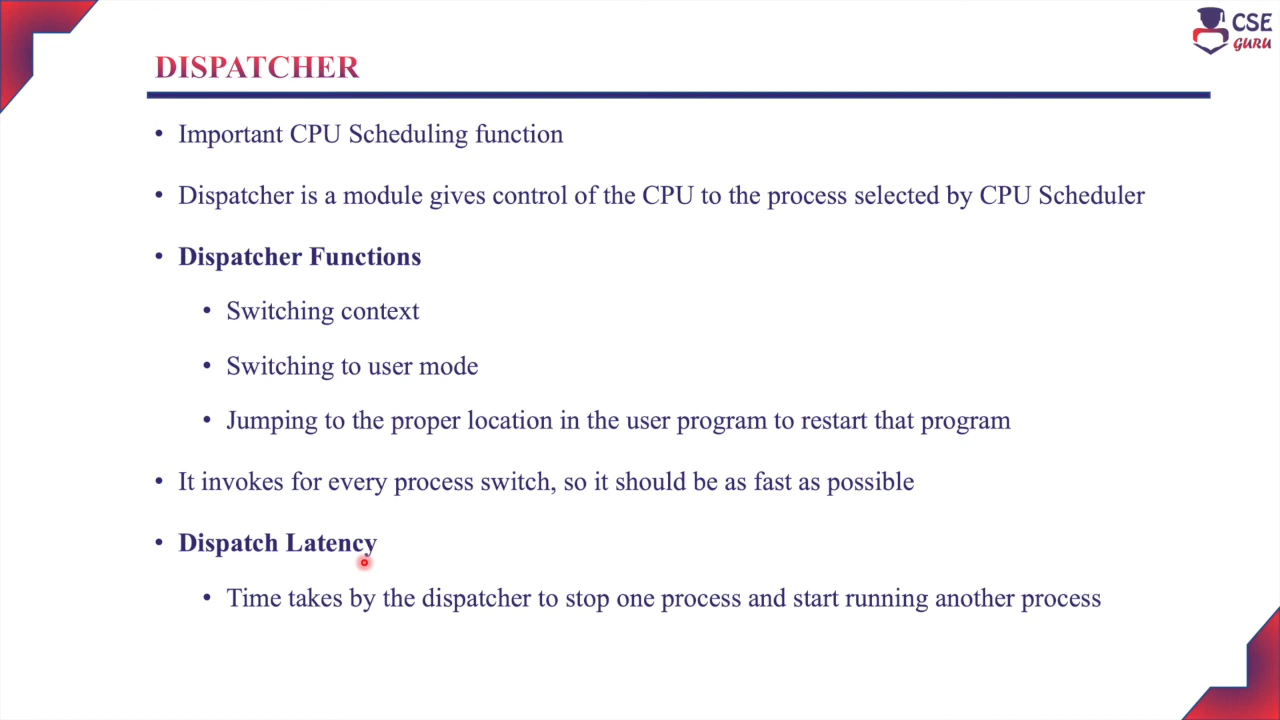 CSE
GURU
DISPATCHER
• Important CPU Scheduling function
• Dispatcher is a module gives control of the CPU to the process selected by CPU Scheduler
• Dispatcher Functions
• Switching context
• Switching to user mode
• Jumping to the proper location in the user program to restart that program
• It invokes for every process switch, so it should be as fast as possible
• Dispatch Latency
• Time takes by the dispatcher to stop one process and start running another process